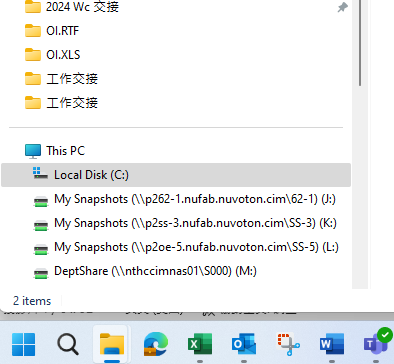 2024 Wc 交接
OI.RTF
OI.XLS
工作交接
工作交接
This PC
Local Disk (C:)
My Snapshots (\\p262-1.nufab.nuvoton.cim\62-1) (J:)
My Snapshots (\\p2ss-3.nufab.nuvoton.cim\SS-3) (K:)
My Snapshots (\\p2oe-5.nufab.nuvoton.cim\SS-5) (L:)
DeptShare (\\nthccimnas01\S000) (M:)
2 items